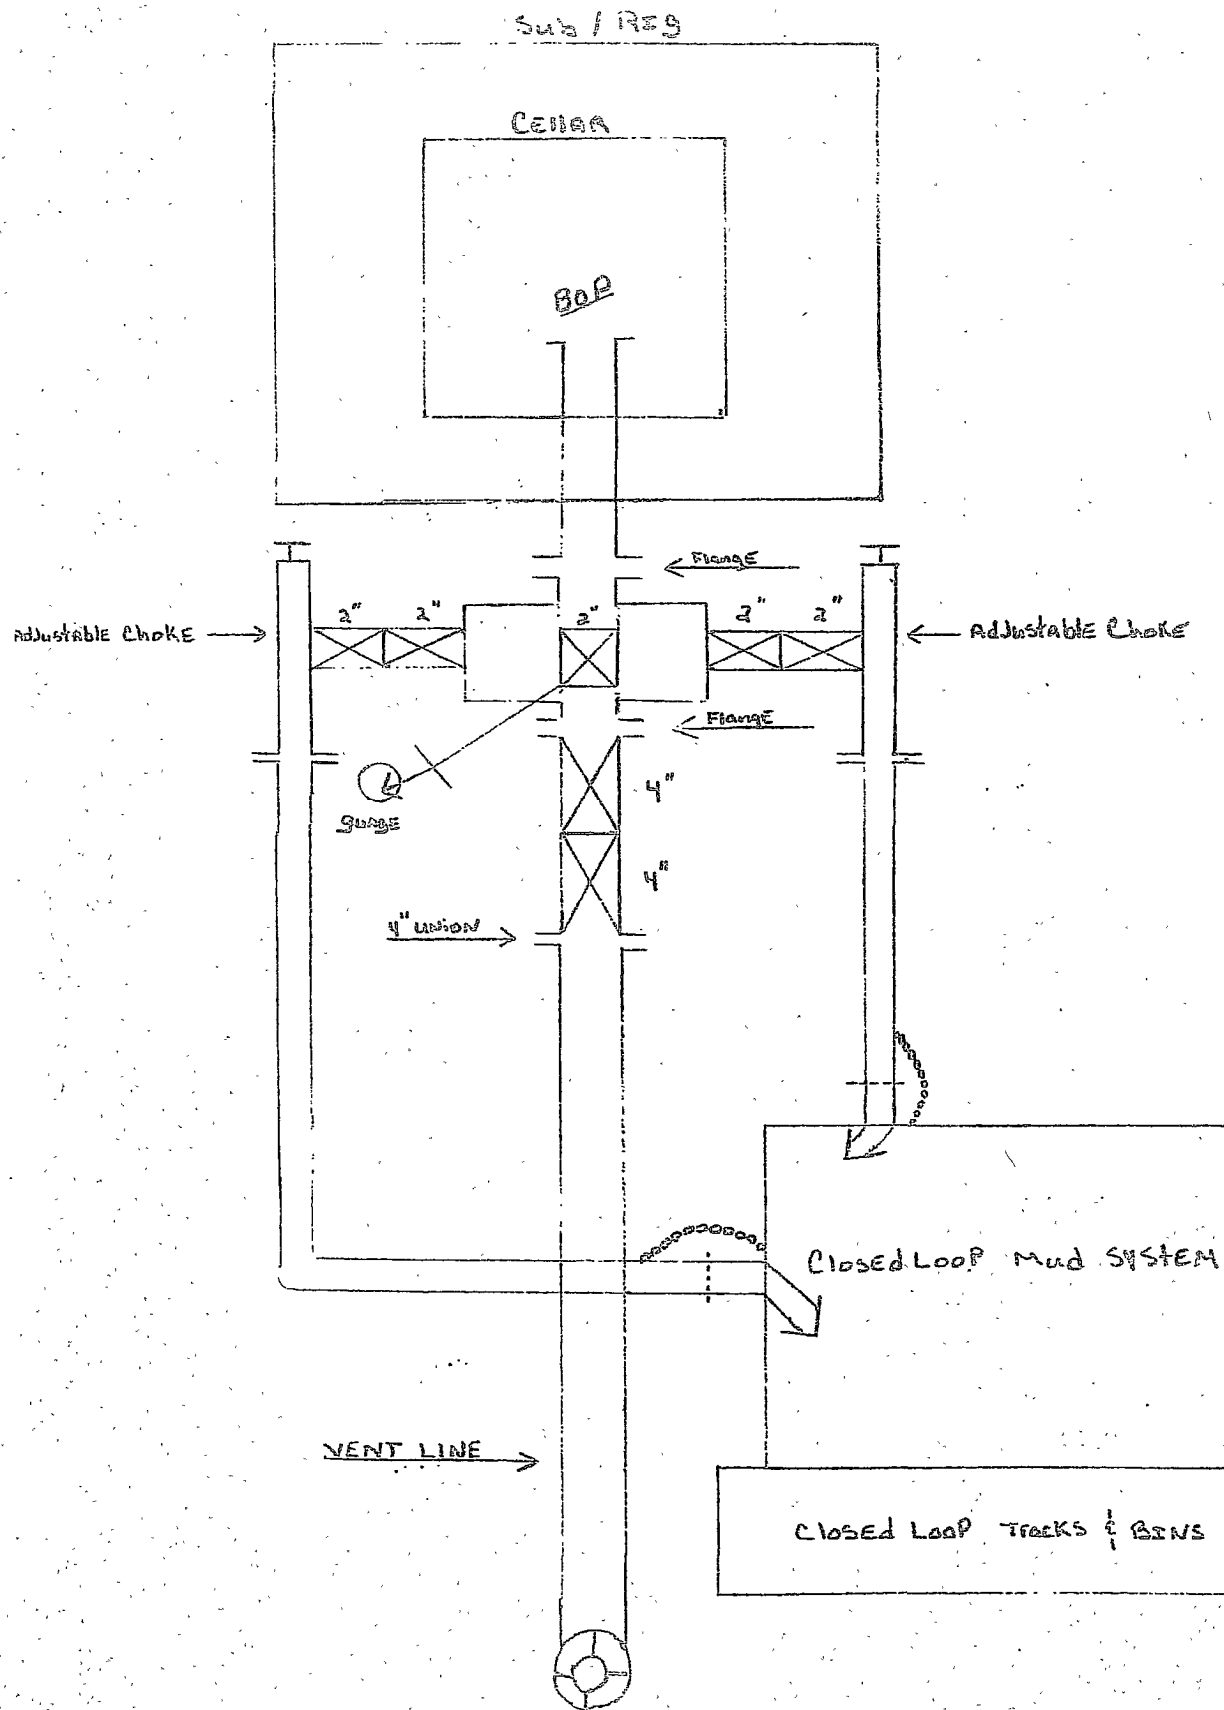 Sub / Rig
CEllAR
BOP
Flange
2" 2" 2" 2" 2"
Adjustable ChokE
Adjustable ChokE
Flange
gauge
4"
4"
4" UNION
Closed Loop Mud SYSTEM
VENT LINE
Closed Loop Tracks & BINS